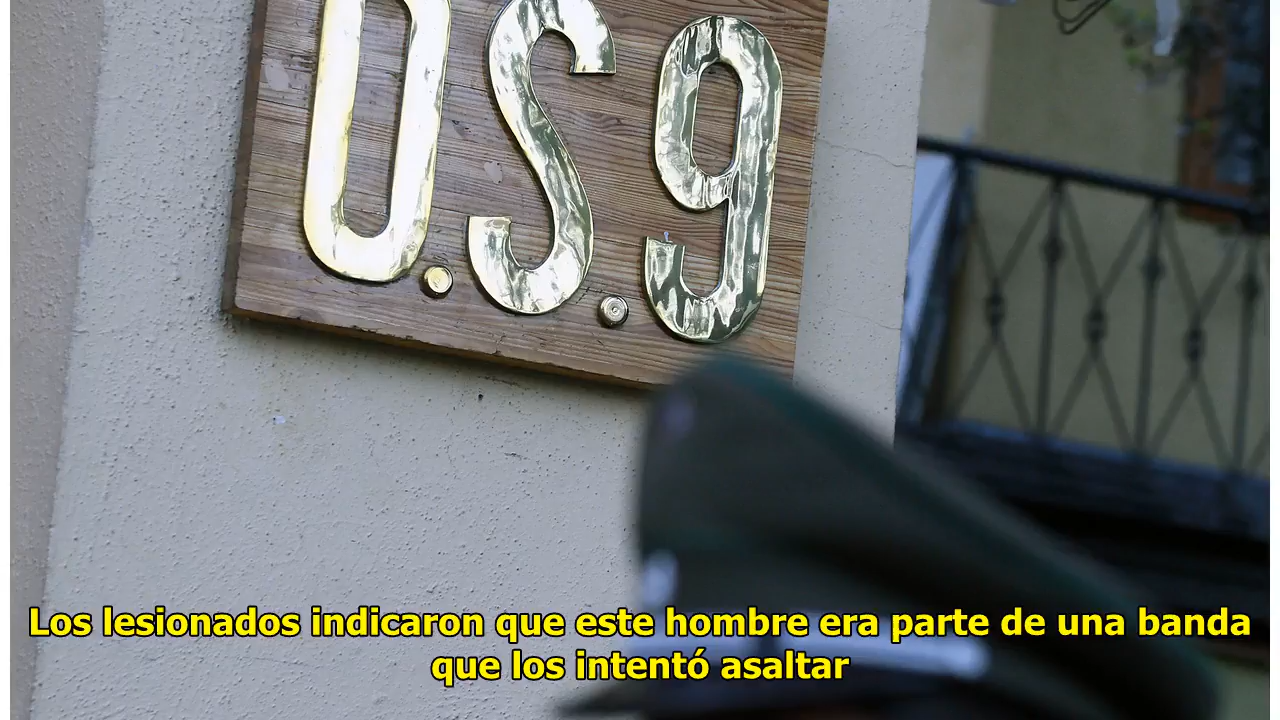 O.S.9
Los lesionados indicaron que este hombre era parte de una banda
que los intentó asaltar